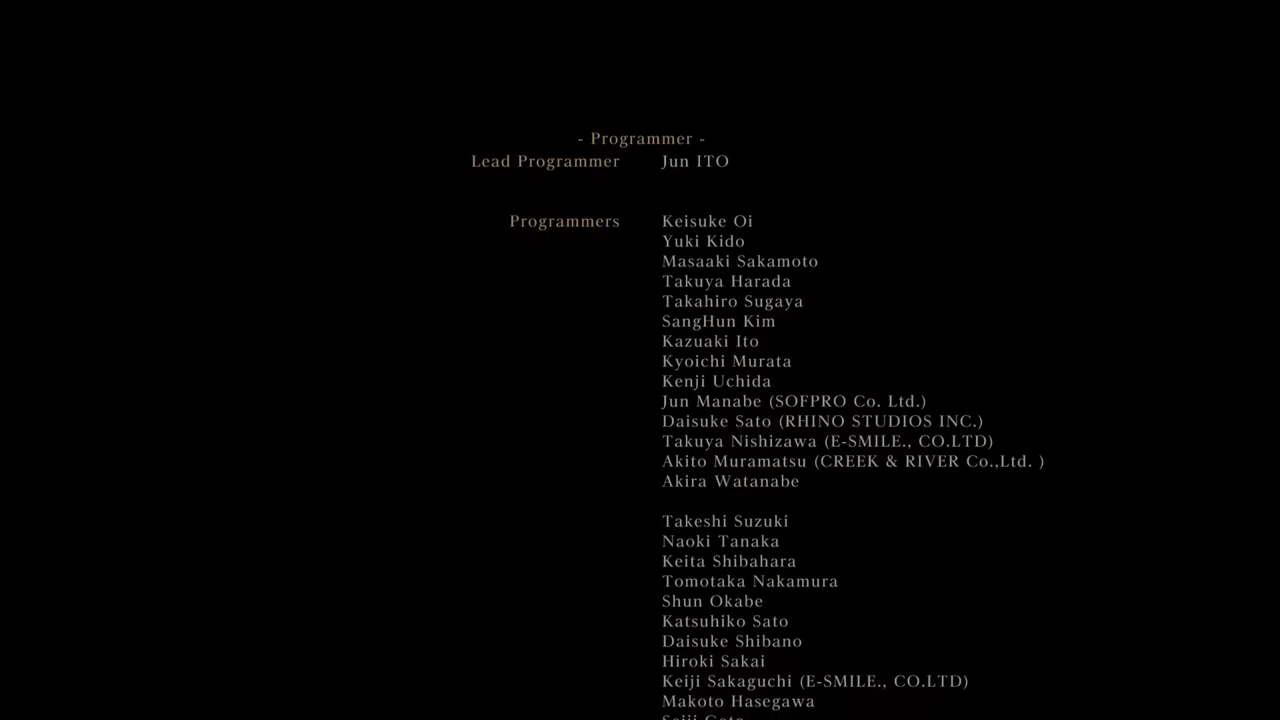 - Programmer -
Lead Programmer Jun ITO
Programmers Keisuke Oi
Yuki Kido
Masaaki Sakamoto
Takuya Harada
Takahiro Sugaya
SangHun Kim
Kazuaki Ito
Kyoichi Murata
Kenji Uchida
Jun Manabe (SOFPRO Co. Ltd.)
Daisuke Sato (RHINO STUDIOS INC.)
Takuya Nishizawa (E-SMILE., CO.LTD)
Akito Muramatsu (CREEK & RIVER Co.,Ltd. )
Akira Watanabe
Takeshi Suzuki
Naoki Tanaka
Keita Shibahara
Tomotaka Nakamura
Shun Okabe
Katsuhiko Sato
Daisuke Shibano
Hiroki Sakai
Keiji Sakaguchi (E-SMILE., CO.LTD)
Makoto Hasegawa